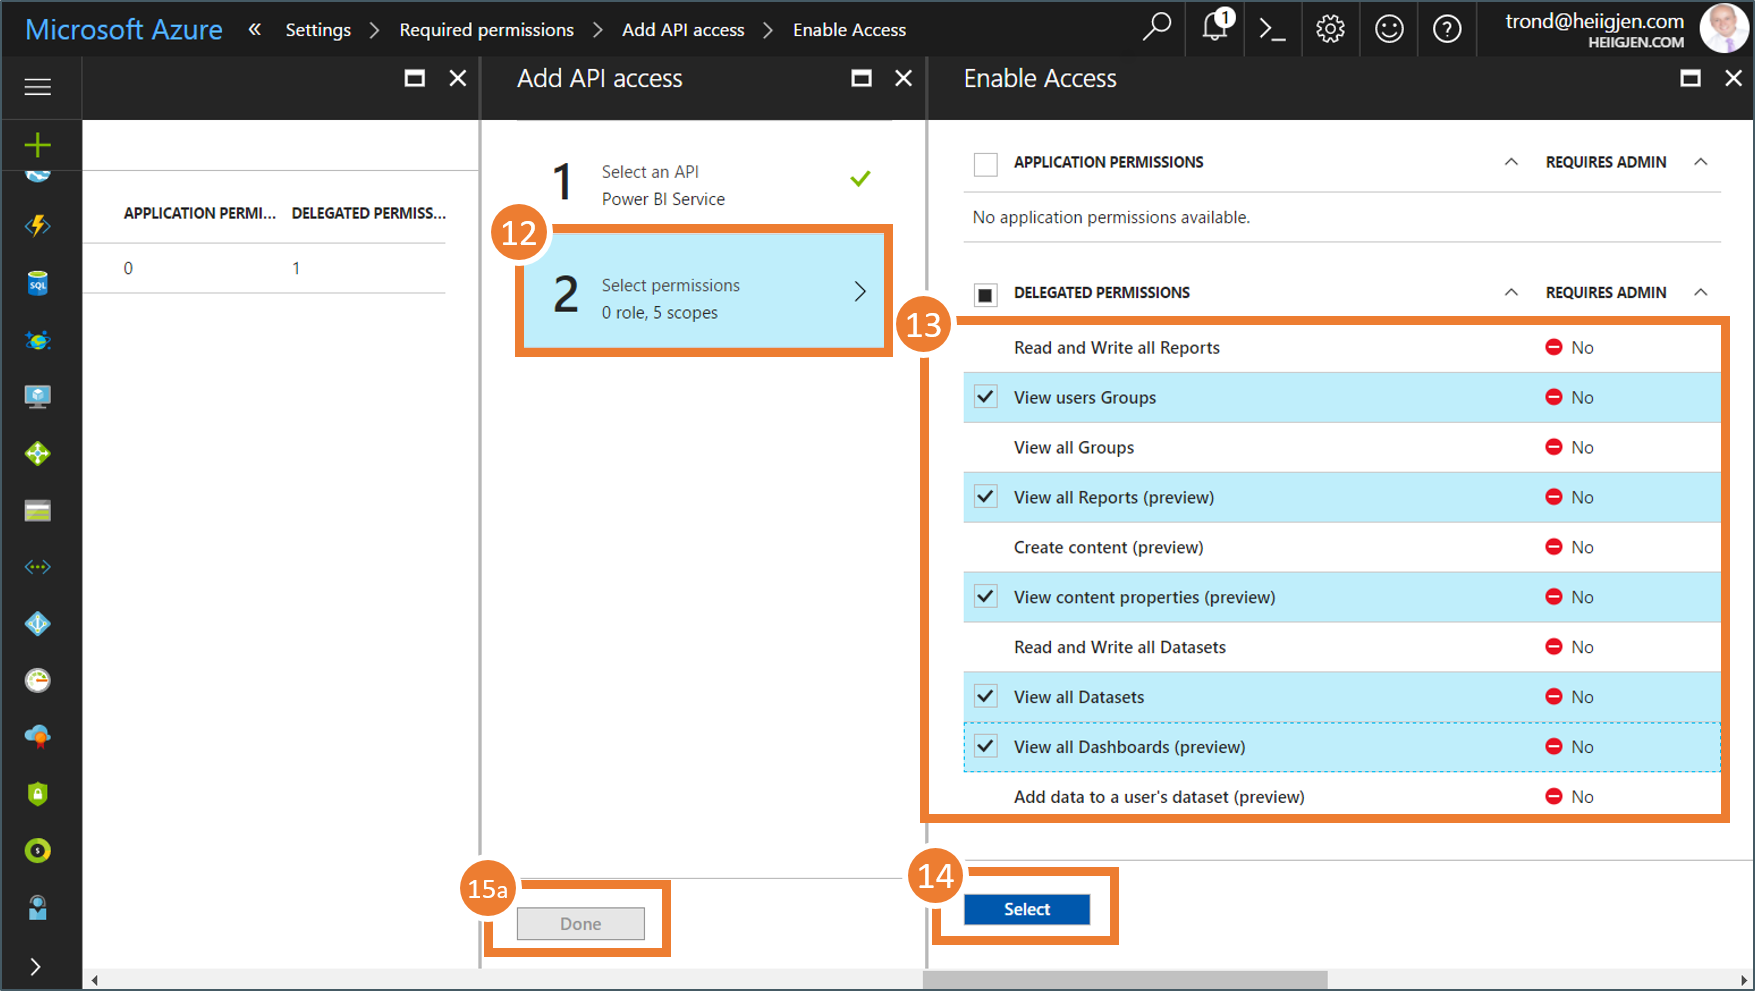 Microsoft Azure « Settings > Required permissions > Add API access > Enable Access
1
trond@heiigjen.com
HEIIGJEN.COM
Add API access
Enable Access
APPLICATION PERMI... DELEGATED PERMISS...
0 1
1 Select an API
Power BI Service
12
2 Select permissions
0 role, 5 scopes
15a
Done
APPLICATION PERMISSIONS REQUIRES ADMIN
No application permissions available.
DELEGATED PERMISSIONS REQUIRES ADMIN
13
Read and Write all Reports No
View users Groups No
View all Groups No
View all Reports (preview) No
Create content (preview) No
View content properties (preview) No
Read and Write all Datasets No
View all Datasets No
View all Dashboards (preview) No
Add data to a user's dataset (preview) No
14
Select
SQL
$